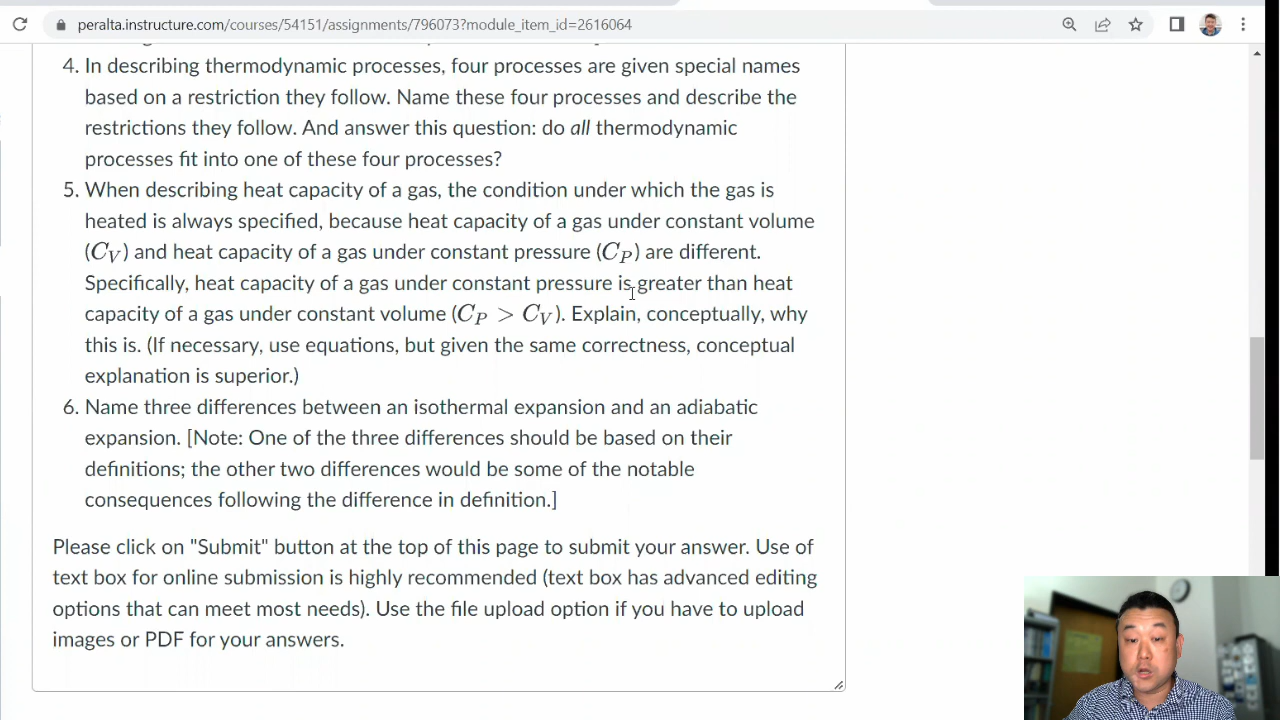 peralta.instructure.com/courses/54151/assignments/796073?module_item_id=2616064
4. In describing thermodynamic processes, four processes are given special names
based on a restriction they follow. Name these four processes and describe the
restrictions they follow. And answer this question: do all thermodynamic
processes fit into one of these four processes?
5. When describing heat capacity of a gas, the condition under which the gas is
heated is always specified, because heat capacity of a gas under constant volume
(C_V) and heat capacity of a gas under constant pressure (C_P) are different.
Specifically, heat capacity of a gas under constant pressure is greater than heat
capacity of a gas under constant volume (C_P > C_V). Explain, conceptually, why
this is. (If necessary, use equations, but given the same correctness, conceptual
explanation is superior.)
6. Name three differences between an isothermal expansion and an adiabatic
expansion. [Note: One of the three differences should be based on their
definitions; the other two differences would be some of the notable
consequences following the difference in definition.]
Please click on "Submit" button at the top of this page to submit your answer. Use of
text box for online submission is highly recommended (text box has advanced editing
options that can meet most needs). Use the file upload option if you have to upload
images or PDF for your answers.